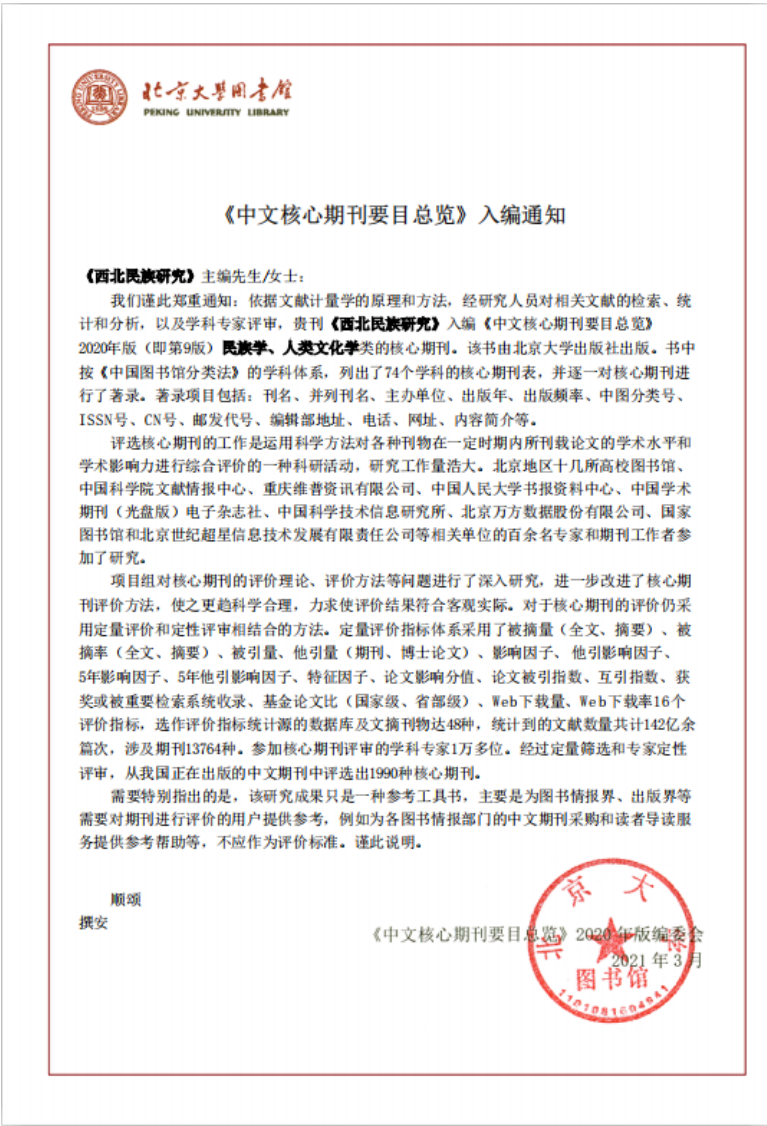 北京大學圖書館
PEKING UNIVERSITY LIBRARY
《中文核心期刊要目总览》入编通知
《西北民族研究》主编先生/女士：
我们谨此郑重通知：依据文献计量学的原理和方法，经研究人员对相关文献的检索、统
计和分析，以及学科专家评审，贵刊《西北民族研究》入编《中文核心期刊要目总览》
2020年版（即第9版）民族学、人类文化学类的核心期刊。该书由北京大学出版社出版。书中
按《中国图书馆分类法》的学科体系，列出了74个学科的核心期刊表，并逐一对核心期刊进
行了著录。著录项目包括：刊名、并列刊名、主办单位、出版年、出版频率、中图分类号、
ISSN号、CN号、邮发代号、编辑部地址、电话、网址、内容简介等。
评选核心期刊的工作是运用科学方法对各种刊物在一定时期内所刊载论文的学术水平和
学术影响力进行综合评价的一种科研活动，研究工作量浩大。北京地区十几所高校图书馆、
中国科学院文献情报中心、重庆维普资讯有限公司、中国人民大学书报资料中心、中国学术
期刊（光盘版）电子杂志社、中国科学技术信息研究所、北京万方数据股份有限公司、国家
图书馆和北京世纪超星信息技术发展有限责任公司等相关单位的百余名专家和期刊工作者参
加了研究。
项目组对核心期刊的评价理论、评价方法等问题进行了深入研究，进一步改进了核心期
刊评价方法，使之更趋科学合理，力求使评价结果符合客观实际。对于核心期刊的评价仍采
用定量评价和定性评审相结合的方法。定量评价指标体系采用了被摘量（全文、摘要）、被
摘率（全文、摘要）、被引量、他引量（期刊、博士论文）、影响因子、他引影响因子、
5年影响因子、5年他引影响因子、特征因子、论文影响分值、论文被引指数、互引指数、获
奖或被重要检索系统收录、基金论文比（国家级、省部级）、Web下载量、Web下载率16个
评价指标，选作评价指标统计源的数据库及文摘刊物达48种，统计到的文献数量共计142亿余
篇次，涉及期刊13764种。参加核心期刊评审的学科专家1万多位。经过定量筛选和专家定性
评审，从我国正在出版的中文期刊中评选出1990种核心期刊。
需要特别指出的是，该研究成果只是一种参考工具书，主要是为图书情报界、出版界等
需要对期刊进行评价的用户提供参考，例如为各图书情报部门的中文期刊采购和读者导读服
务提供参考帮助等，不应作为评价标准。谨此说明。
顺颂
撰安
《中文核心期刊要目总览》2020年版编委会
2021年3月
北京大学
图书馆